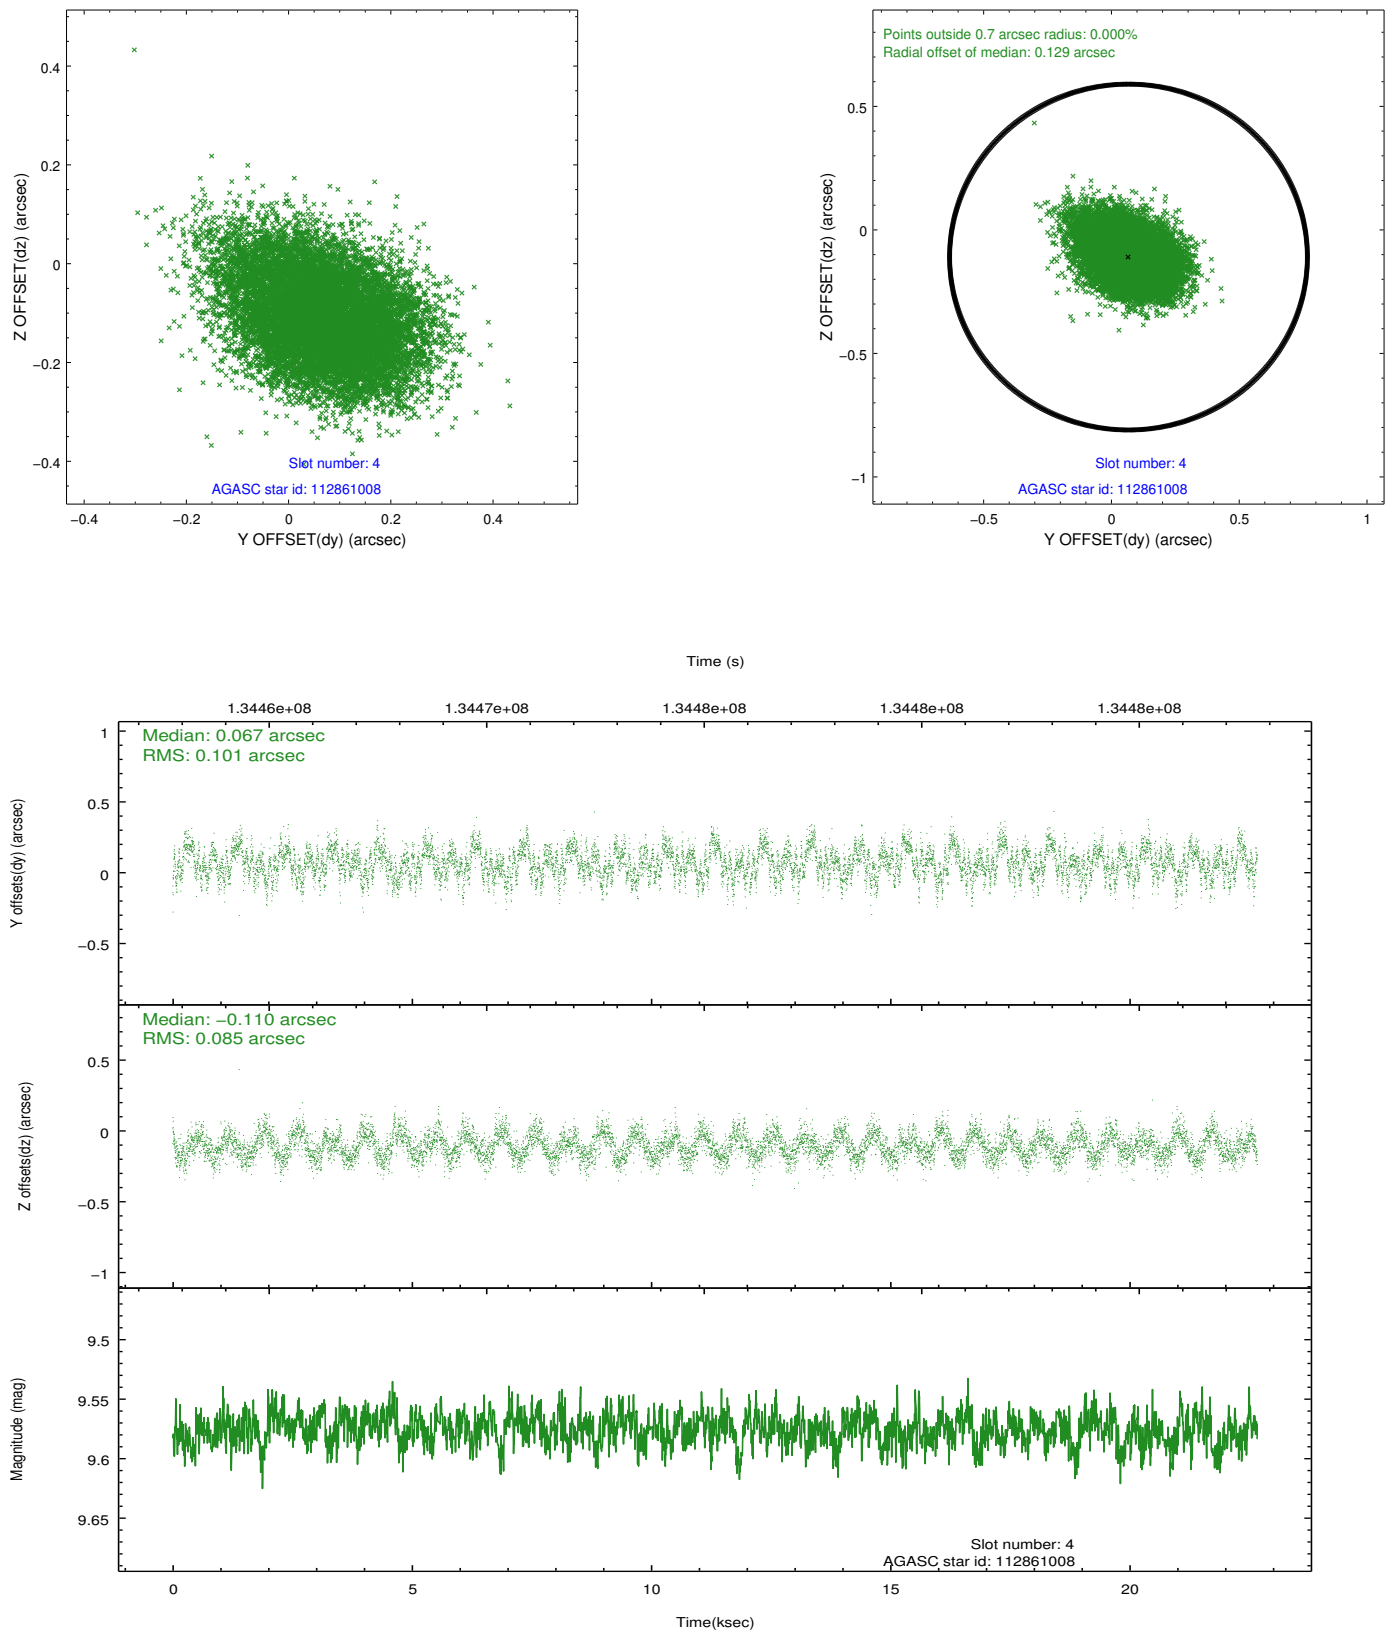 0.4
0.2
0
−0.2
−0.4
Z OFFSET(dz) (arcsec)
Slot number: 4
AGASC star id: 112861008
−0.4 −0.2 0 0.2 0.4
Y OFFSET(dy) (arcsec)
Points outside 0.7 arcsec radius: 0.000%
Radial offset of median: 0.129 arcsec
0.5
0
−0.5
−1
Z OFFSET(dz) (arcsec)
Slot number: 4
AGASC star id: 112861008
−0.5 0 0.5 1
Y OFFSET(dy) (arcsec)
Time (s)
1.3446e+08 1.3447e+08 1.3448e+08 1.3448e+08 1.3448e+08
Median: 0.067 arcsec
RMS: 0.101 arcsec
1
0.5
0
−0.5
Y offsets(dy) (arcsec)
Median: −0.110 arcsec
RMS: 0.085 arcsec
0.5
0
−0.5
−1
Z offsets(dz) (arcsec)
9.5
9.55
9.6
9.65
Magnitude (mag)
Slot number: 4
AGASC star id: 112861008
0 5 10 15 20
Time(ksec)